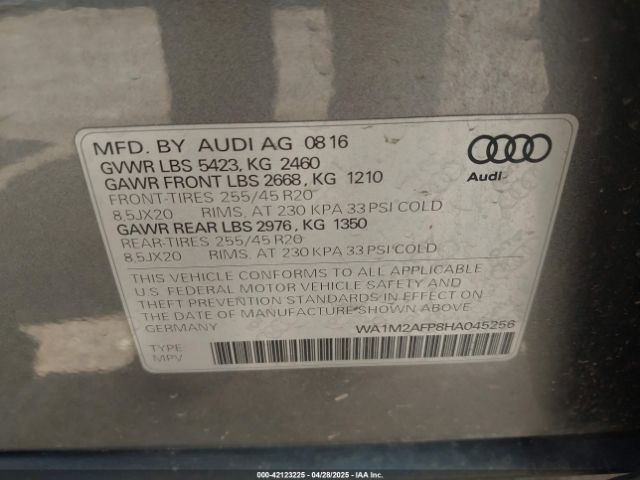 MFD. BY AUDI AG 08 16
GVWR LBS 5423, KG 2460
GAWR FRONT LBS 2668, KG 1210
FRONT-TIRES 255/45 R20
8,5JX20 RIMS, AT 230 KPA 33 PSI COLD
GAWR REAR LBS 2976, KG 1350
REAR-TIRES 255/45 R20
8,5JX20 RIMS, AT 230 KPA 33 PSI COLD
THIS VEHICLE CONFORMS TO ALL APPLICABLE
U.S. FEDERAL MOTOR VEHICLE SAFETY AND
THEFT PREVENTION STANDARDS IN EFFECT ON
THE DATE OF MANUFACTURE SHOWN ABOVE.
GERMANY WA1M2AFP8HA045256
TYPE
MPV
Audi
000-42123225 - 04/28/2025 - IAA Inc.